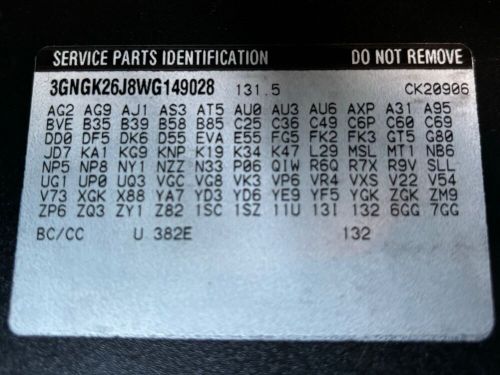 SERVICE PARTS IDENTIFICATION DO NOT REMOVE
3GNGK26J8WG149028 131.5 CK20906
AG2 AG9 AJ1 AS3 AT5 AU0 AU3 AU6 AXP A31 A95
BVE B35 B39 B58 B85 C25 C36 C49 C6P C60 C69
DD0 DF5 DK6 D55 EVA E55 FG5 FK2 FK3 GT5 G80
JD7 KA1 KG9 KNP K19 K34 K47 L29 MSL MT1 NB6
NP5 NP8 NY1 NZZ N33 P06 QIW R6Q R7X R9V SLL
UG1 UP0 UQ3 VGC VG8 VK3 VP6 VR4 VXS V22 V54
V73 XGK X88 YA7 YD3 YD6 YE9 YF5 YGK ZGK ZM9
ZP6 ZQ3 ZY1 Z82 1SC 1SZ 11U 13I 132 6GG 7GG
BC/CC U 382E 132